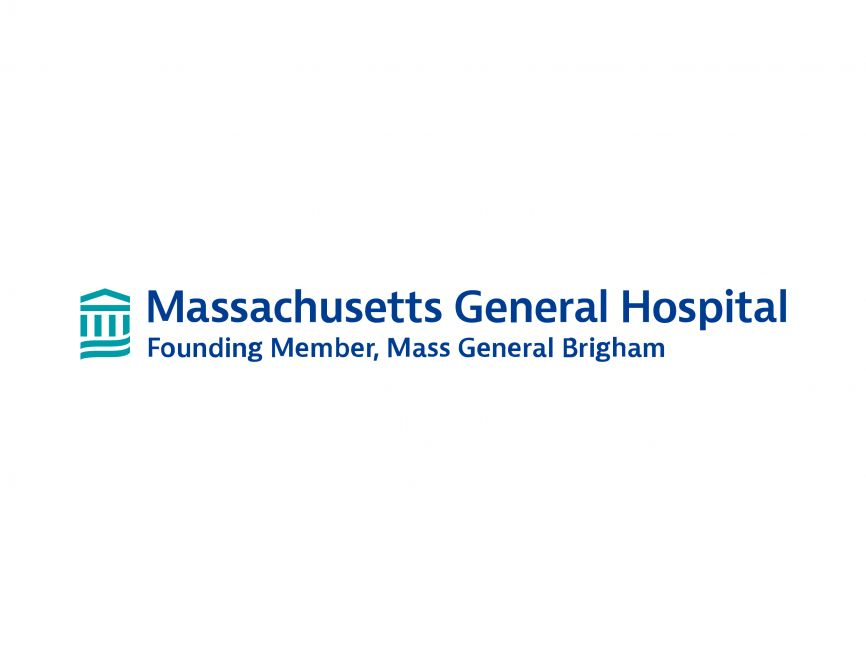 Massachusetts General Hospital
Founding Member, Mass General Brigham